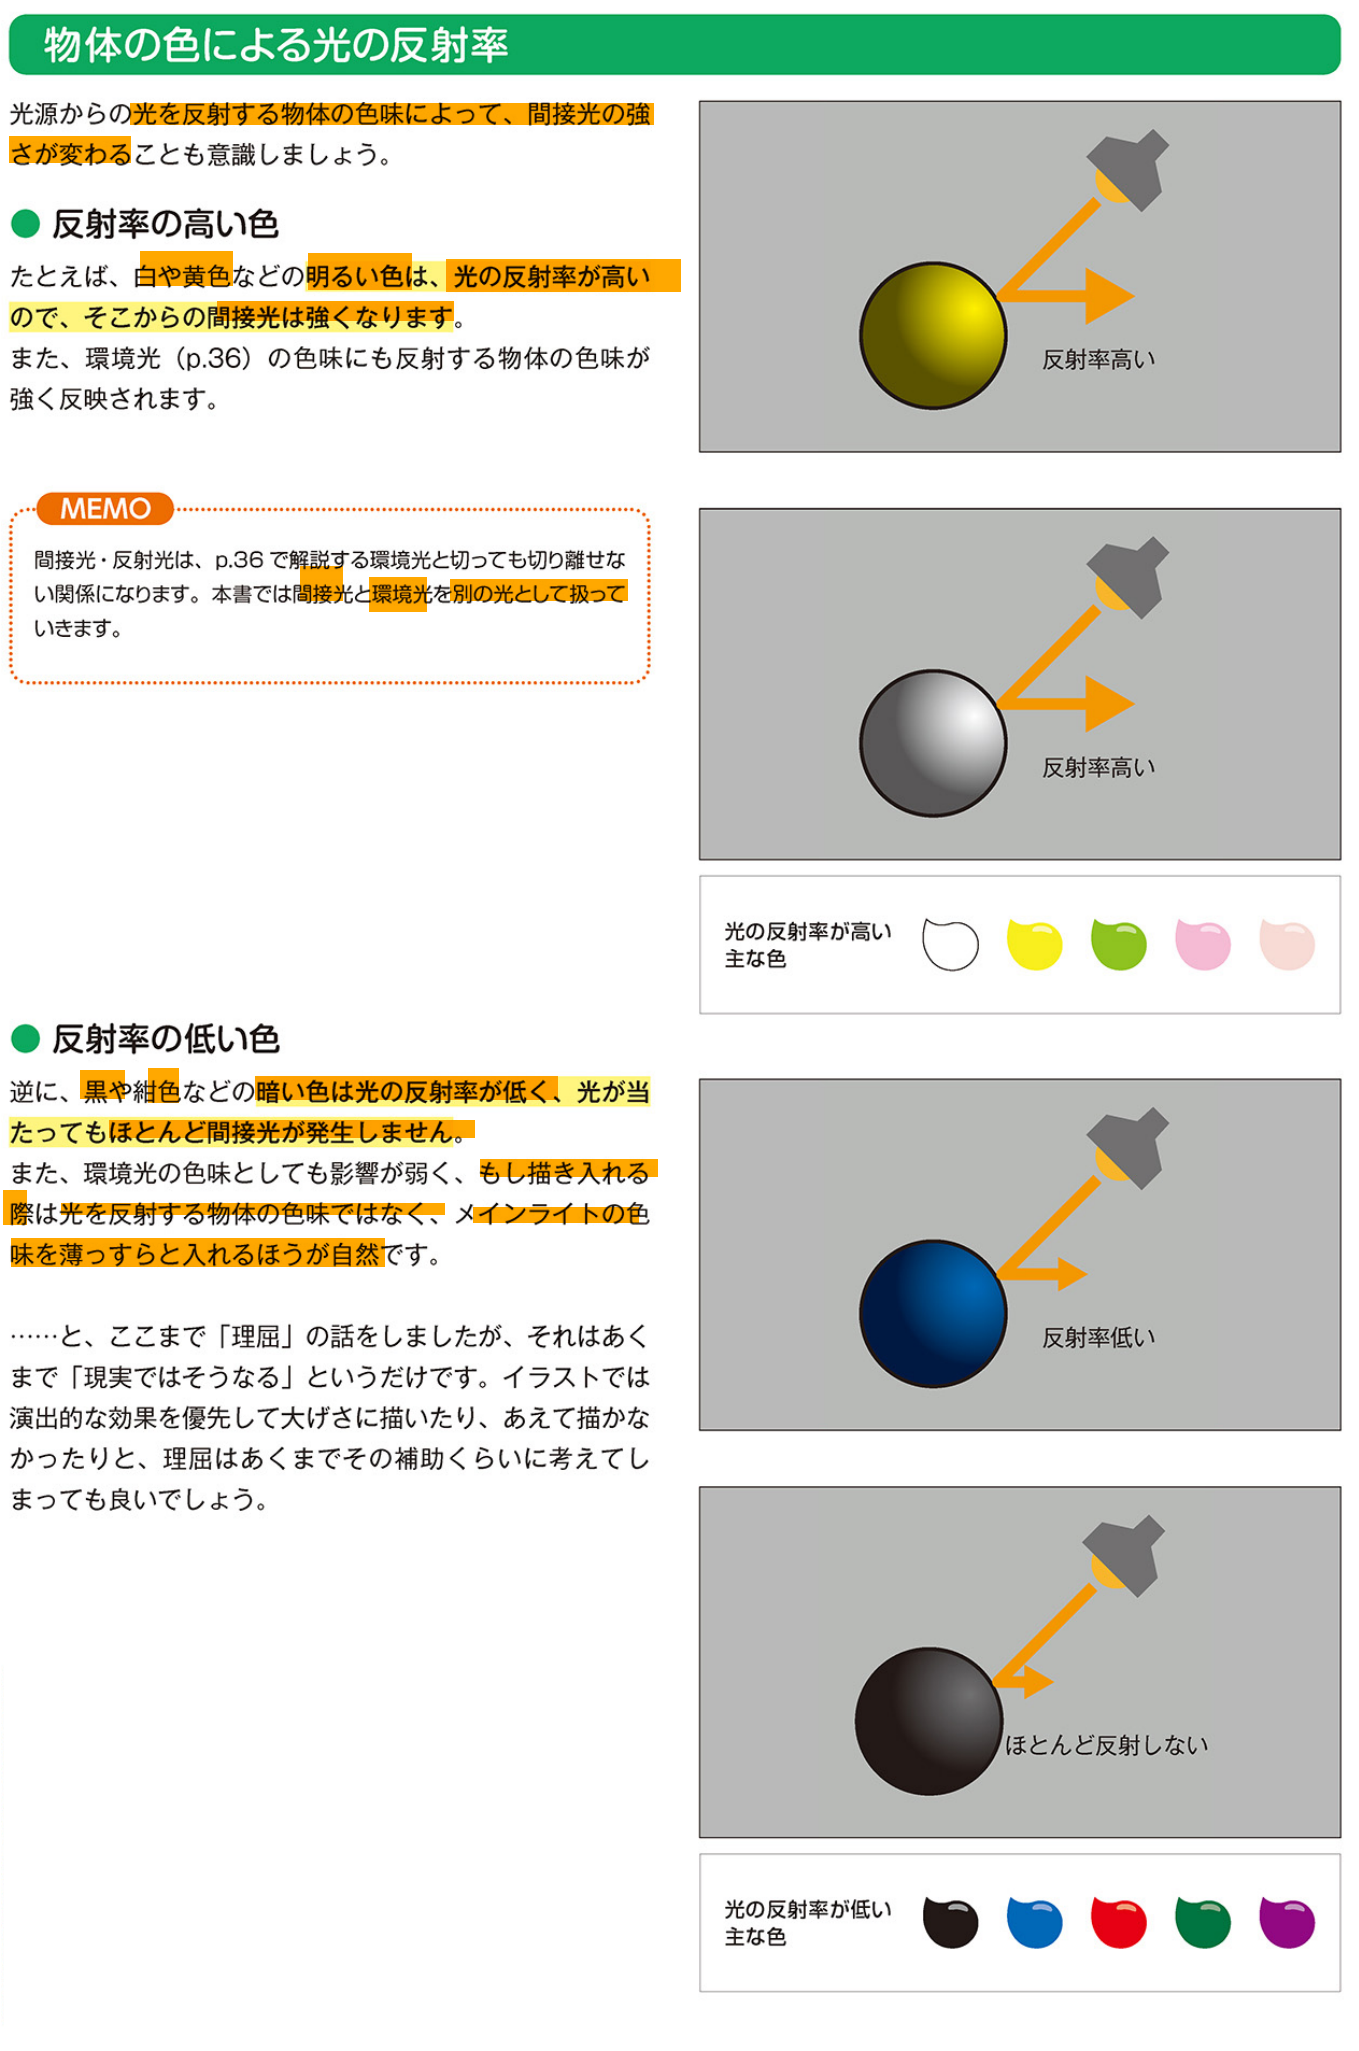 物体の色による光の反射率
光源からの光を反射する物体の色味によって、間接光の強
さが変わることも意識しましょう。
反射率の高い色
たとえば、白や黄色などの明るい色は、光の反射率が高い
ので、そこからの間接光は強くなります。
また、環境光（p.36）の色味にも反射する物体の色味が
強く反映されます。
反射率高い
MEMO
間接光・反射光は、p.36 で解説する環境光と切っても切り離せな
い関係になります。本書では間接光と環境光を別の光として扱って
いきます。
反射率高い
光の反射率が高い
主な色
反射率の低い色
逆に、黒や紺色などの暗い色は光の反射率が低く、光が当
たってもほとんど間接光が発生しません。
また、環境光の色味としても影響が弱く、もし描き入れる
際は光を反射する物体の色味ではなく、メインライトの色
味を薄っすらと入れるほうが自然です。
反射率低い
……と、ここまで「理屈」の話をしましたが、それはあく
まで「現実ではそうなる」というだけです。イラストでは
演出的な効果を優先して大げさに描いたり、あえて描かな
かったりと、理屈はあくまでその補助くらいに考えてし
まっても良いでしょう。
ほとんど反射しない
光の反射率が低い
主な色